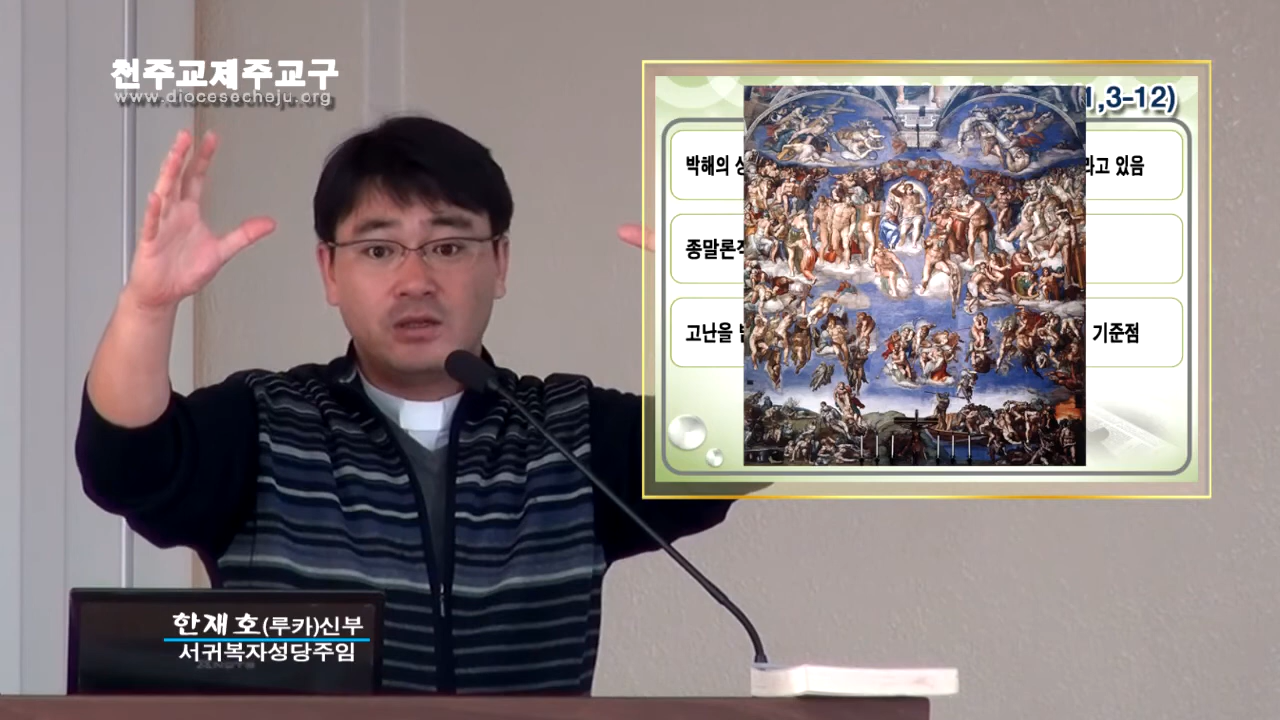 천주교제주교구
www.diocesecheju.org
1,3-12)
박해의
라고 있음
종말론적
고난을
기준점
한재호(루카)신부
서귀복자성당주임